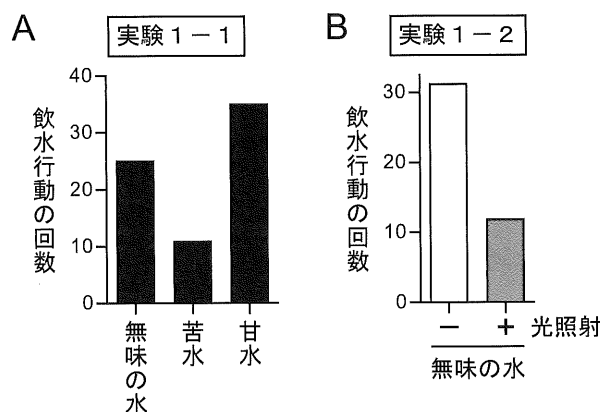 A
実験1-1
飲水行動の回数
40
30
20
10
0
無味の水
苦水
甘水
B
実験1-2
飲水行動の回数
30
20
10
0
- + 光照射
無味の水